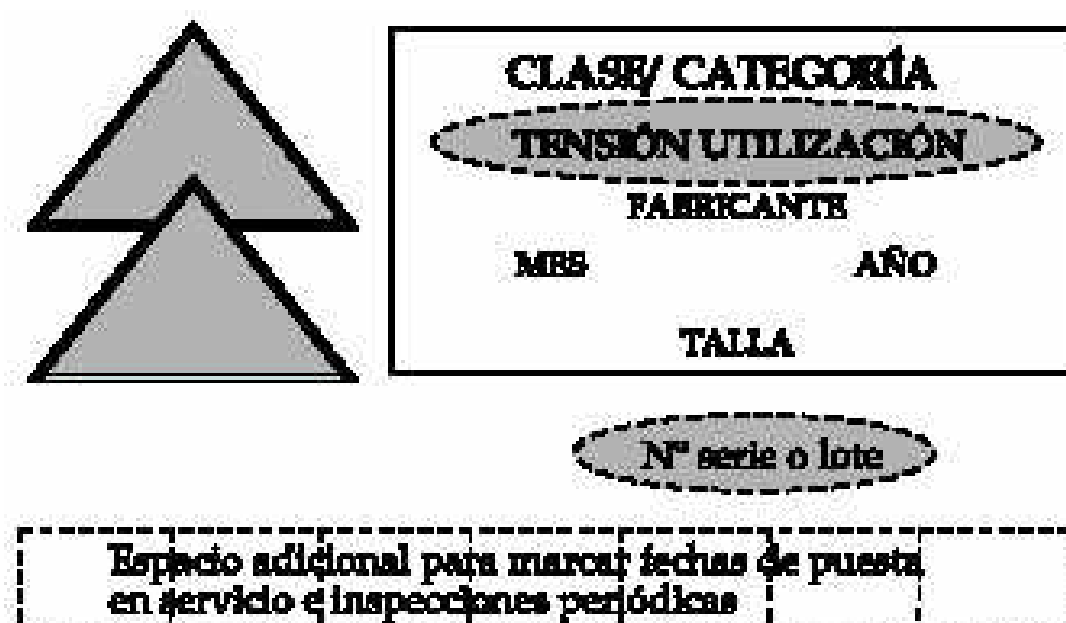 CLASE/ CATEGORÍA
TENSIÓN UTILIZACIÓN
FABRICANTE
MES AÑO
TALLA
Nº serie o lote
Espacio adicional para marcar fechas de puesta
en servicio e inspecciones periódicas